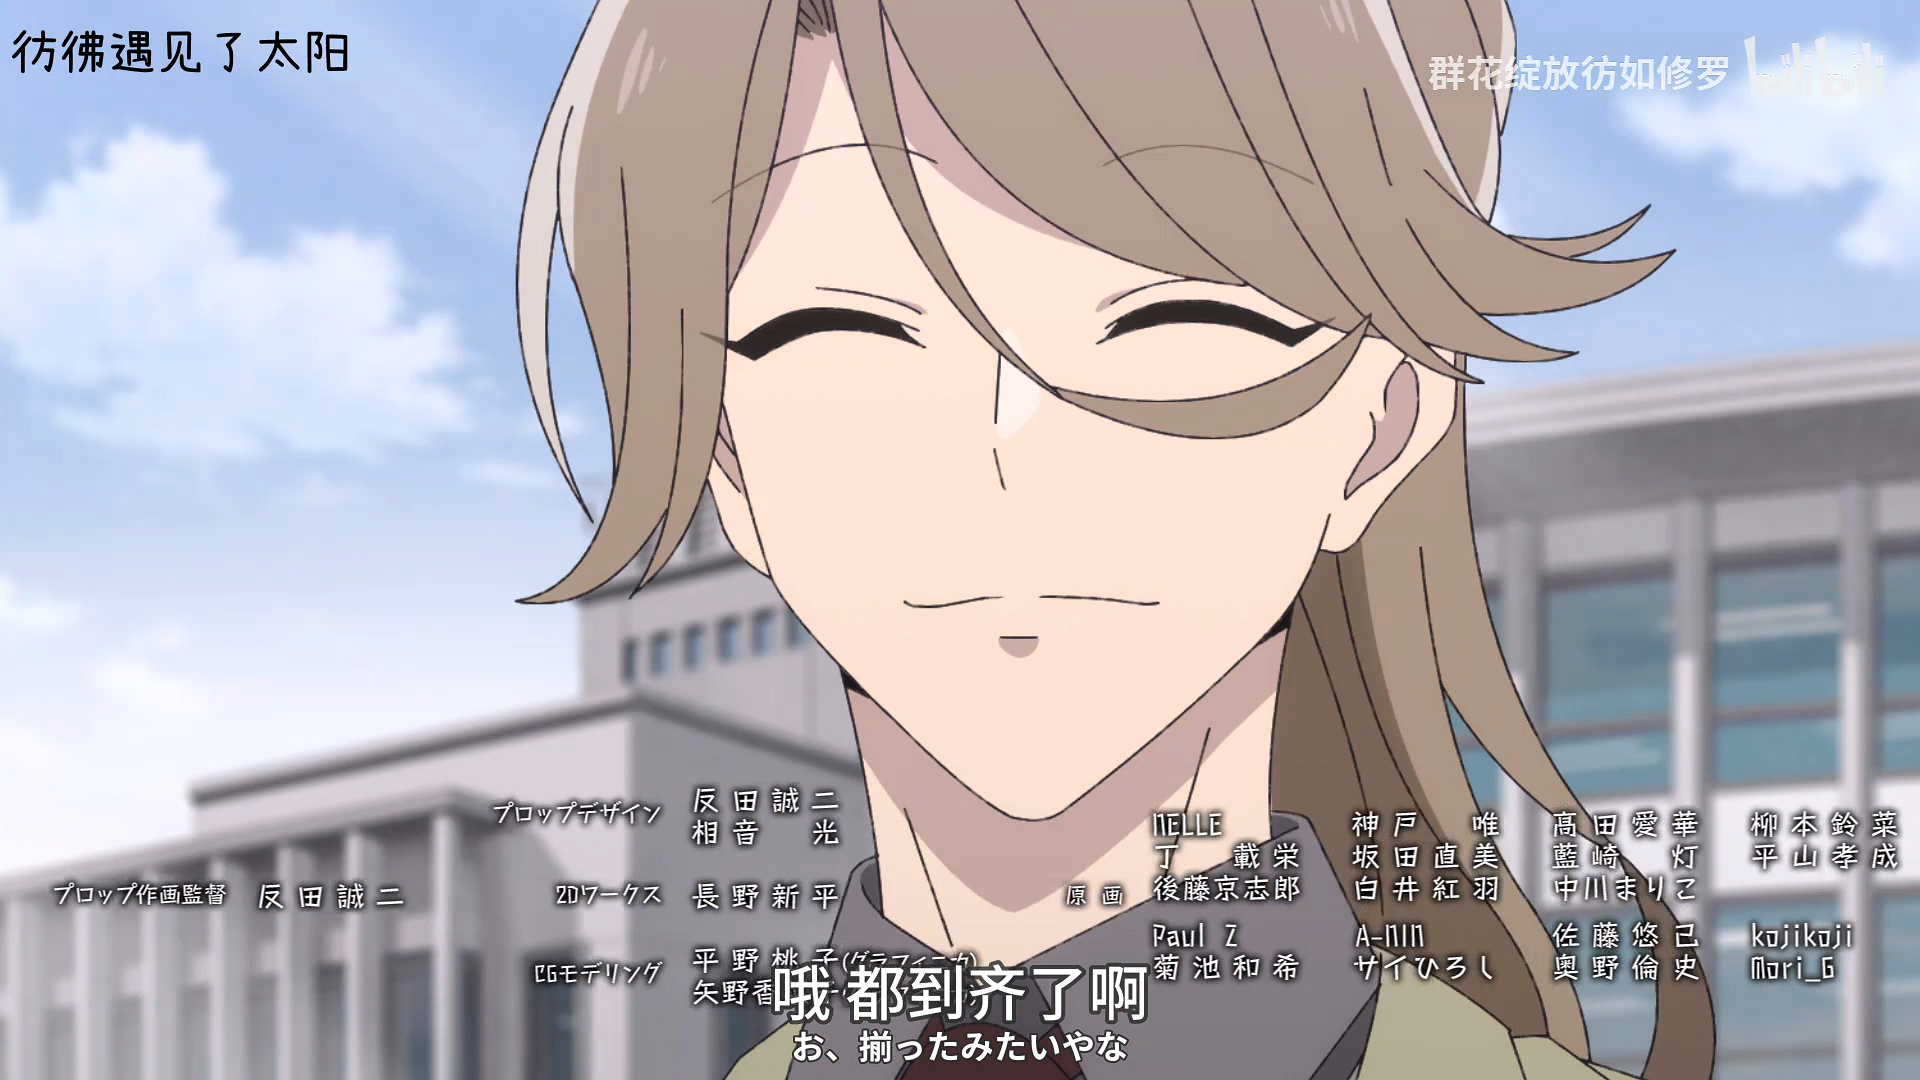 彷彿遇见了太阳
群花绽放彷如修罗 bilibili
プロップ作画監督 反田誠二
プロップデザイン 反田誠二
相音 光
2Dワークス 長野新平
CGモデリング 平野桃子(グラフィニカ)
矢野香
原画
NELLE 神戸 唯 髙田愛華 柳本鈴菜
丁 載栄 坂田直美 藍崎 灯 平山孝成
後藤京志郎 白井紅羽 中川まりこ
Paul Z A-NIN 佐藤悠己 kojikoji
菊池和希 サイひろし 奥野倫史 Mori_G
哦 都到齐了啊
お、揃ったみたいやな